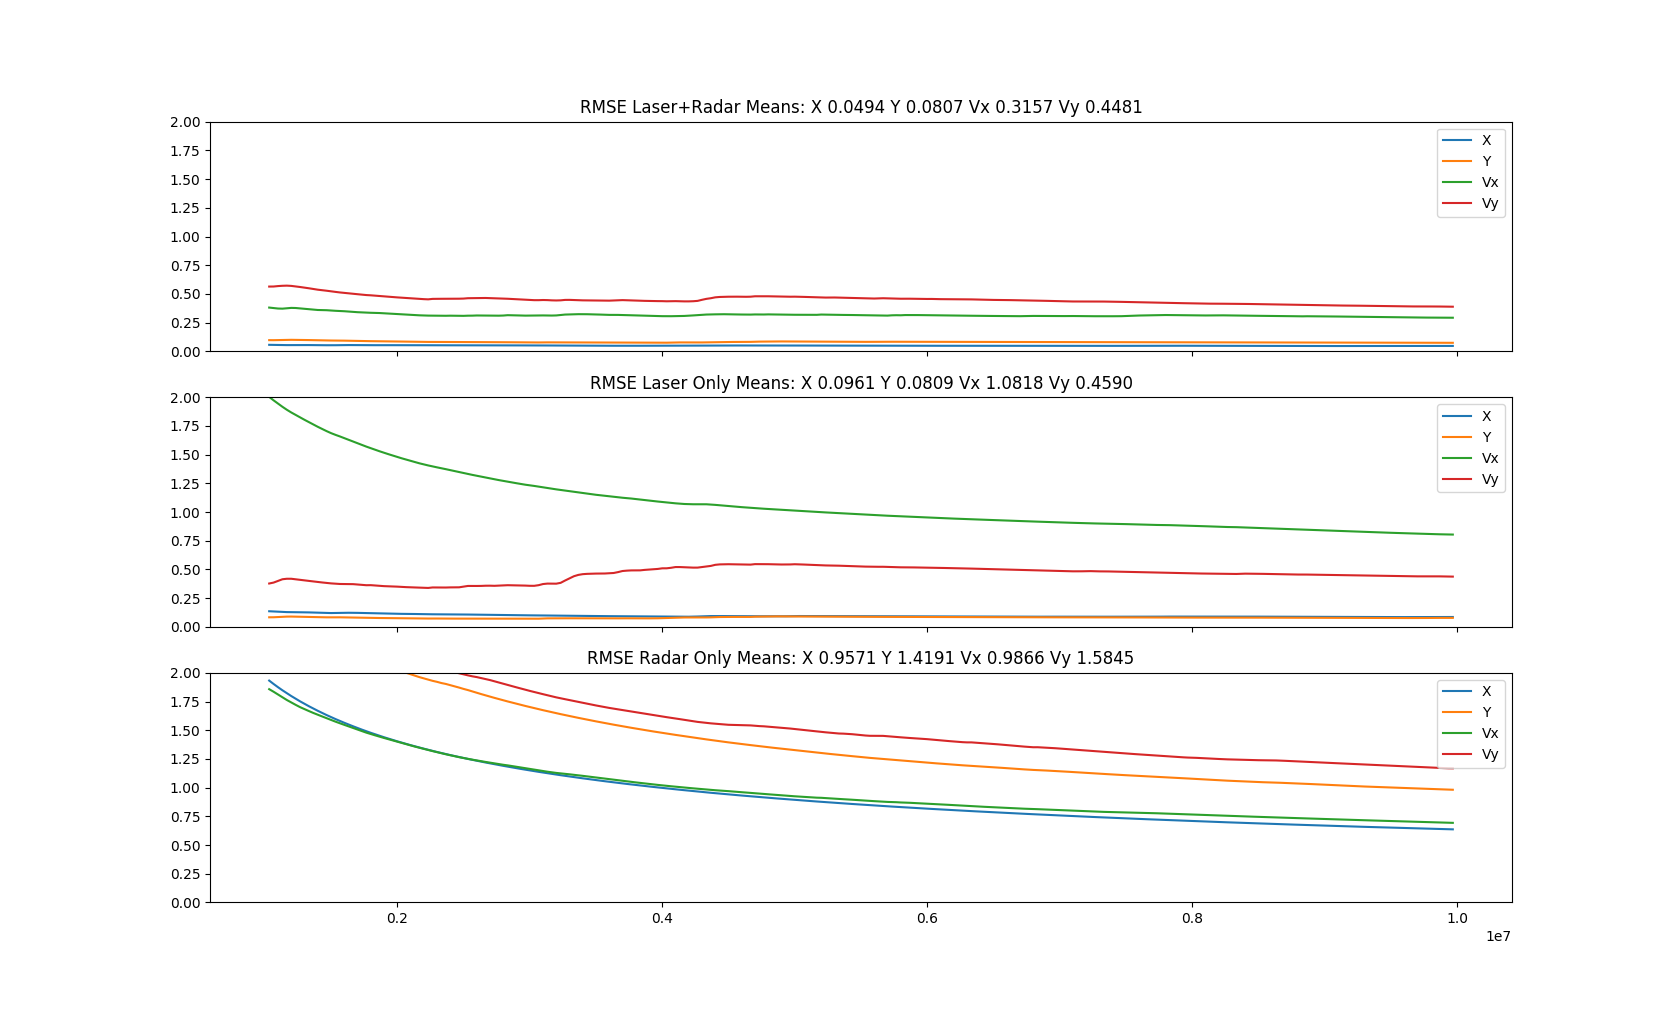 RMSE Laser+Radar Means: X 0.0494 Y 0.0807 Vx 0.3157 Vy 0.4481
2.00
1.75
1.50
1.25
1.00
0.75
0.50
0.25
0.00
X
Y
Vx
Vy
RMSE Laser Only Means: X 0.0961 Y 0.0809 Vx 1.0818 Vy 0.4590
2.00
1.75
1.50
1.25
1.00
0.75
0.50
0.25
0.00
X
Y
Vx
Vy
RMSE Radar Only Means: X 0.9571 Y 1.4191 Vx 0.9866 Vy 1.5845
2.00
1.75
1.50
1.25
1.00
0.75
0.50
0.25
0.00
X
Y
Vx
Vy
0.2 0.4 0.6 0.8 1.0
1e7